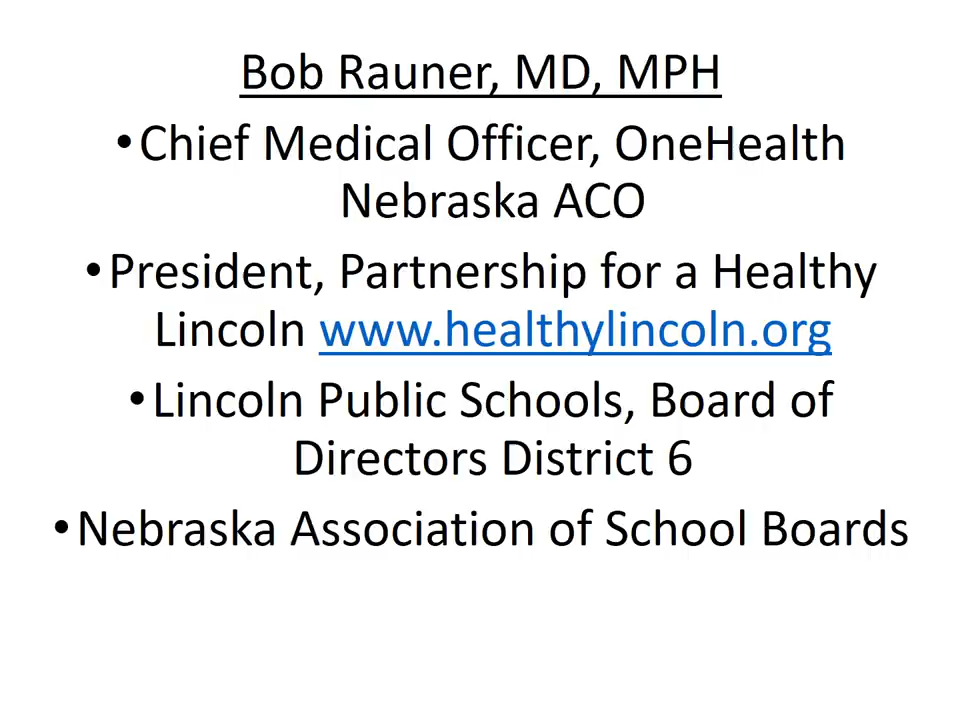 Bob Rauner, MD, MPH
•Chief Medical Officer, OneHealth
Nebraska ACO
•President, Partnership for a Healthy
Lincoln www.healthylincoln.org
•Lincoln Public Schools, Board of
Directors District 6
•Nebraska Association of School Boards